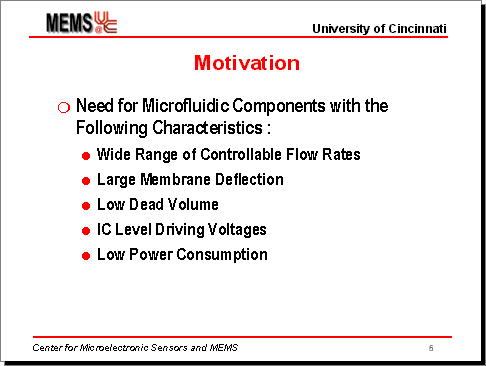 MEMS UC@
University of Cincinnati
Motivation
Need for Microfluidic Components with the
Following Characteristics :
Wide Range of Controllable Flow Rates
Large Membrane Deflection
Low Dead Volume
IC Level Driving Voltages
Low Power Consumption
Center for Microelectronic Sensors and MEMS
6